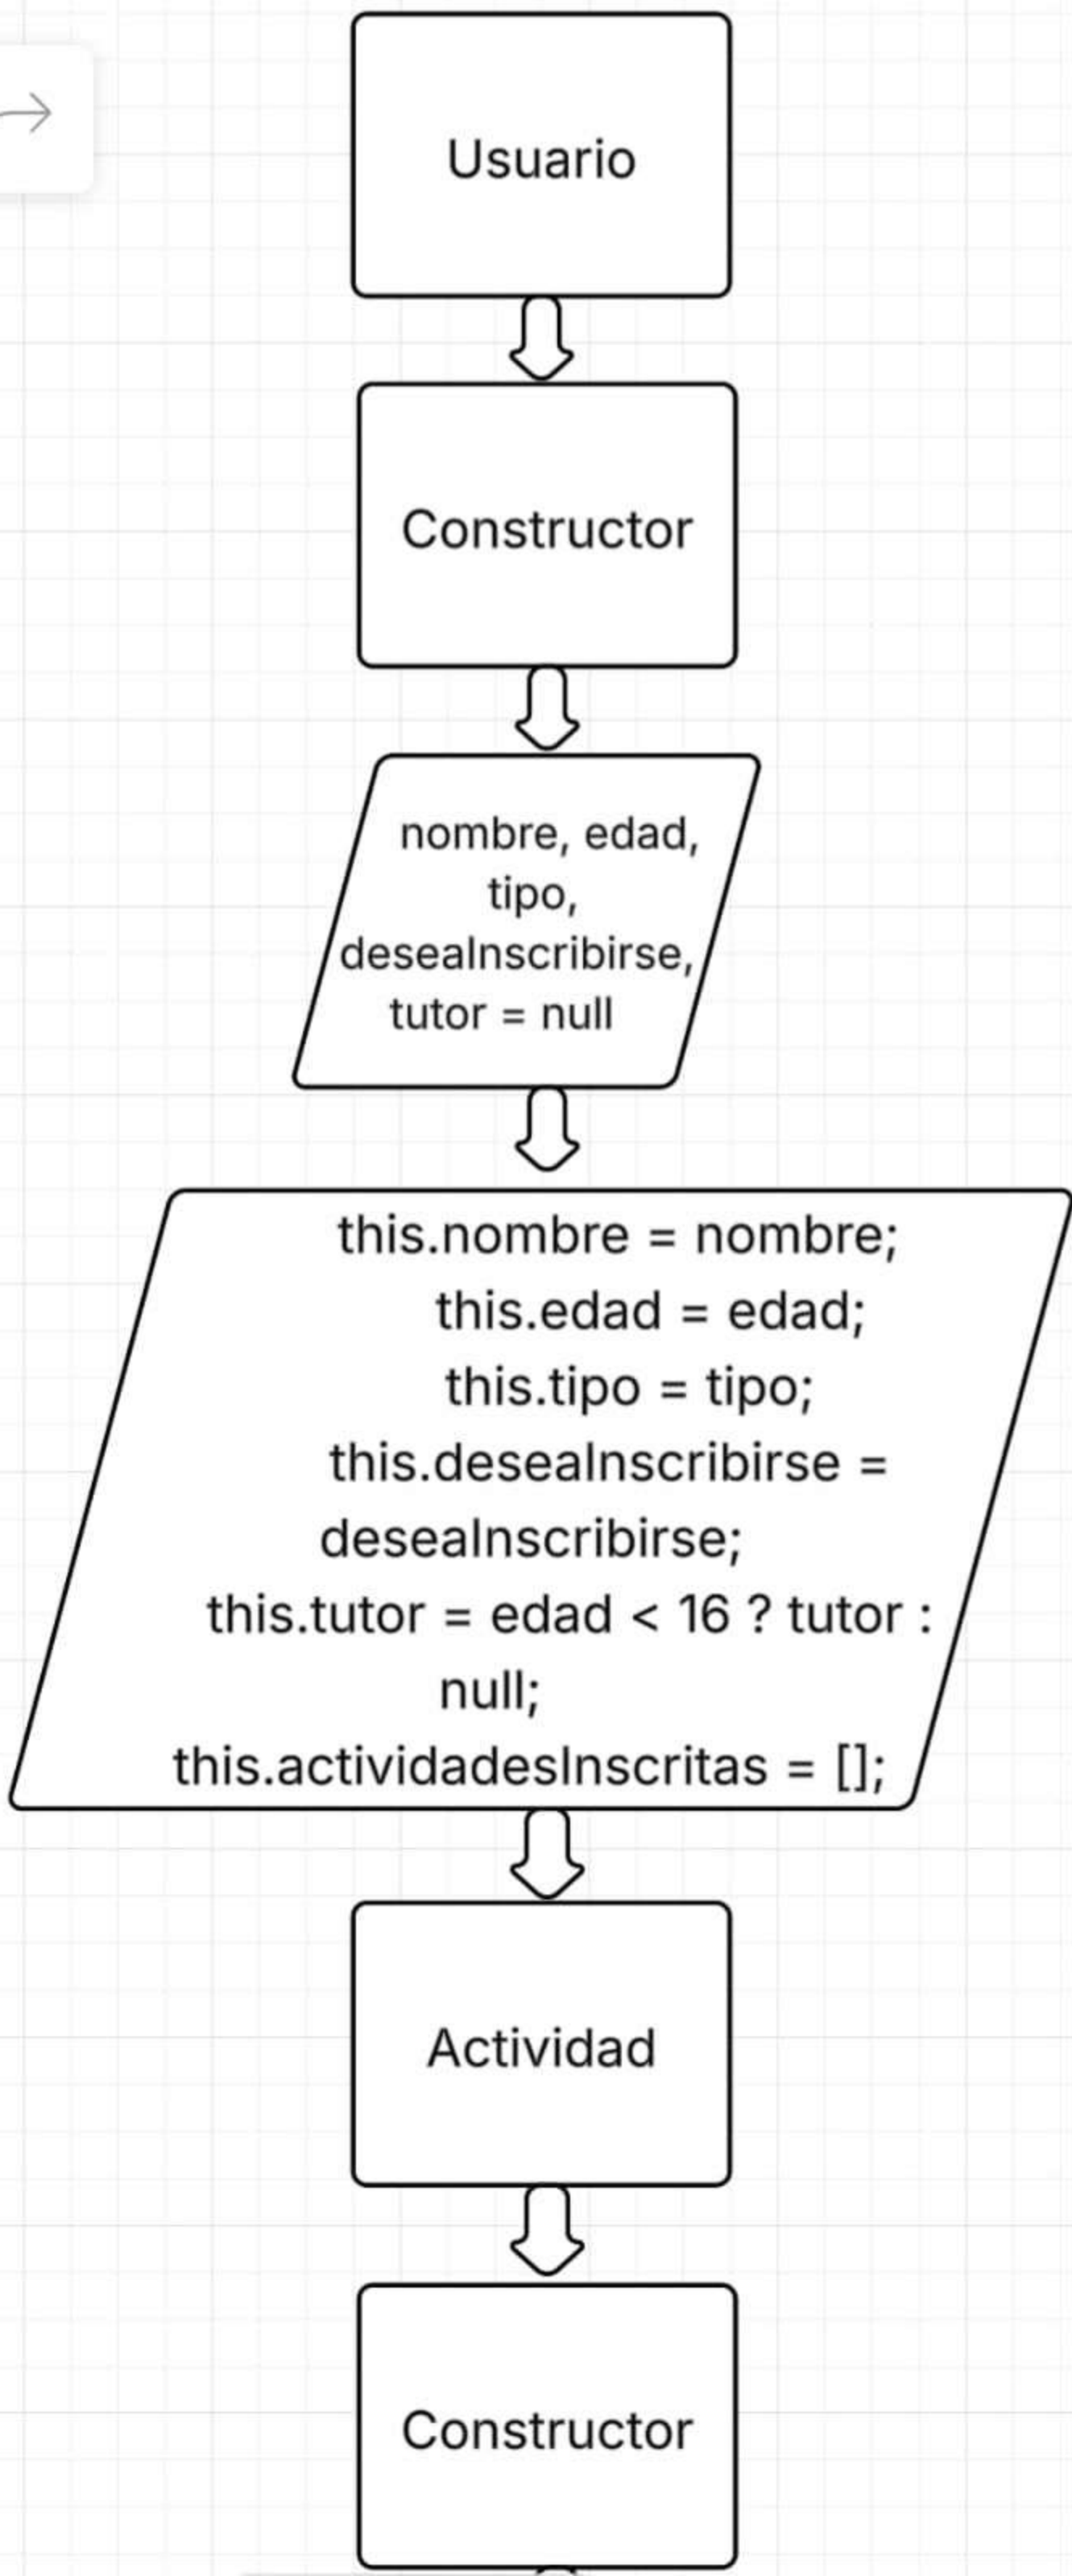 Usuario
Constructor
nombre, edad,
tipo,
deseaInscribirse,
tutor = null
this.nombre = nombre;
this.edad = edad;
this.tipo = tipo;
this.deseaInscribirse =
deseaInscribirse;
this.tutor = edad < 16 ? tutor :
null;
this.actividadesInscritas = [];
Actividad
Constructor